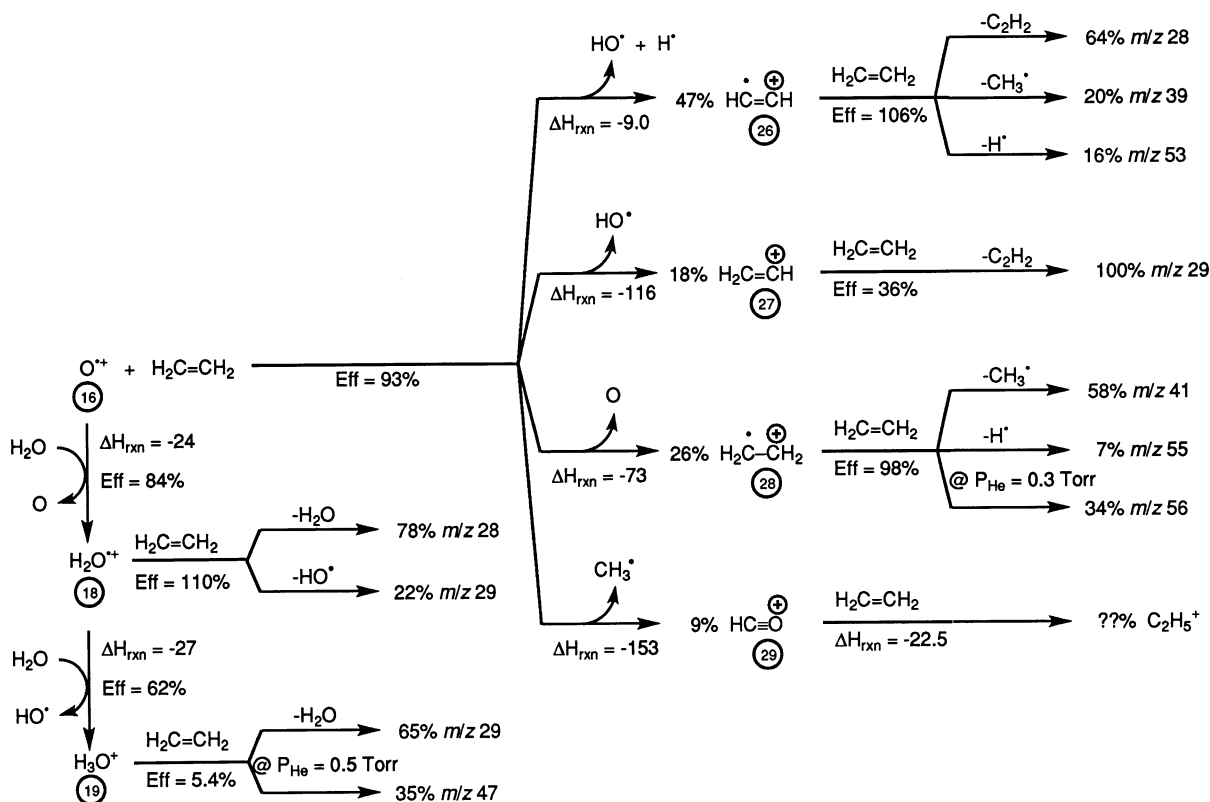 HO• + H•
ΔHrxn = -9.0
47% HC=CH
26
H2C=CH2
Eff = 106%
-C2H2
64% m/z 28
-CH3•
20% m/z 39
-H•
16% m/z 53
HO•
ΔHrxn = -116
18% H2C=CH
27
H2C=CH2
Eff = 36%
-C2H2
100% m/z 29
O•+ + H2C=CH2
16
Eff = 93%
O
ΔHrxn = -73
26% H2C-CH2
28
H2C=CH2
Eff = 98%
-CH3•
58% m/z 41
-H•
7% m/z 55
@ PHe = 0.3 Torr
34% m/z 56
CH3•
ΔHrxn = -153
9% HC≡O
29
H2C=CH2
ΔHrxn = -22.5
??% C2H5+
H2O
ΔHrxn = -24
Eff = 84%
O
H2O•+
18
H2C=CH2
Eff = 110%
-H2O
78% m/z 28
-HO•
22% m/z 29
H2O
ΔHrxn = -27
Eff = 62%
HO•
H3O+
19
H2C=CH2
Eff = 5.4%
-H2O
65% m/z 29
@ PHe = 0.5 Torr
35% m/z 47